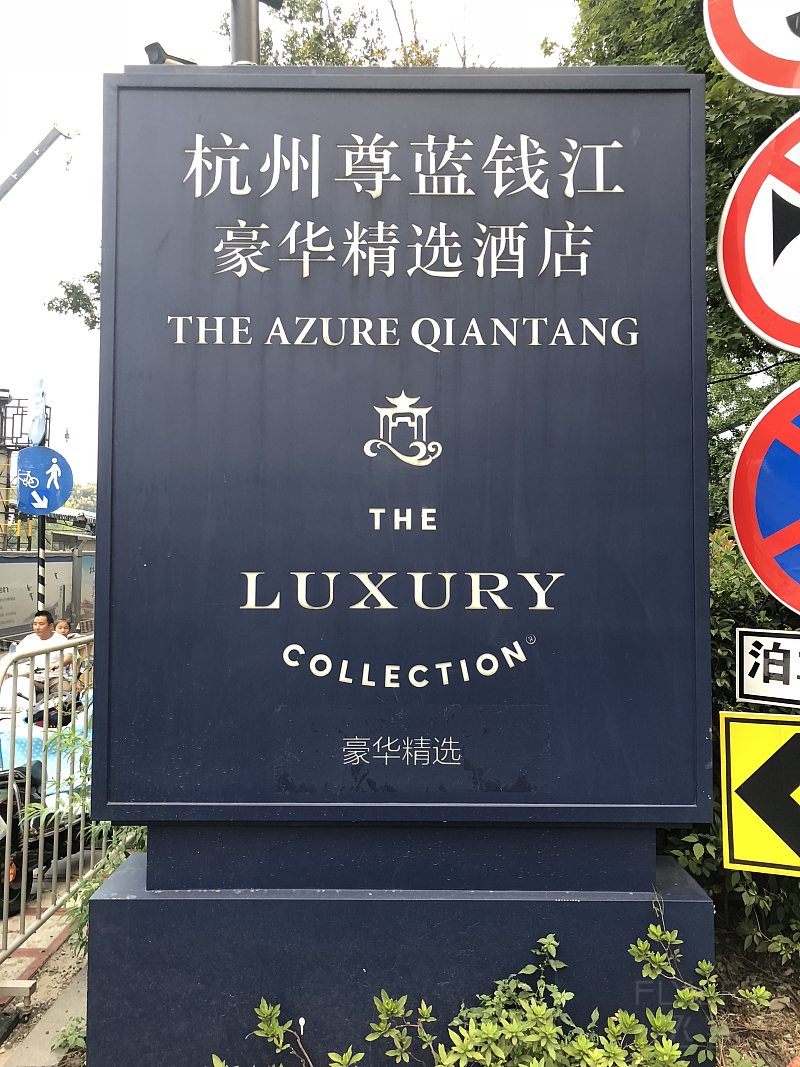 杭州尊蓝钱江
豪华精选酒店
THE AZURE QIANTANG
THE
LUXURY
COLLECTION®
豪华精选
泊